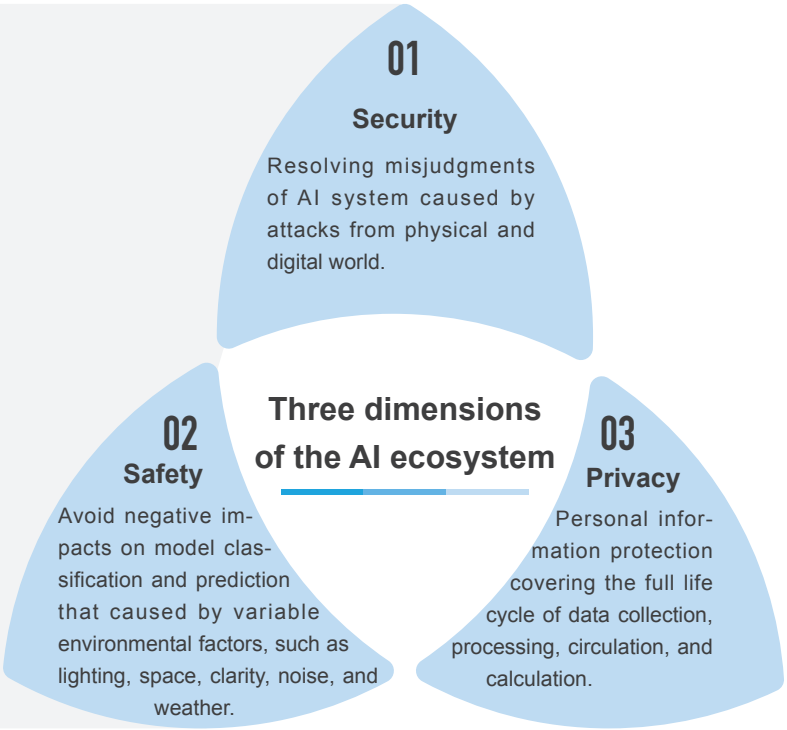 01
Security
Resolving misjudgments
of AI system caused by
attacks from physical and
digital world.
Three dimensions
of the AI ecosystem
02
Safety
Avoid negative im-
pacts on model clas-
sification and prediction
that caused by variable
environmental factors, such as
lighting, space, clarity, noise, and
weather.
03
Privacy
Personal infor-
mation protection
covering the full life
cycle of data collection,
processing, circulation, and
calculation.